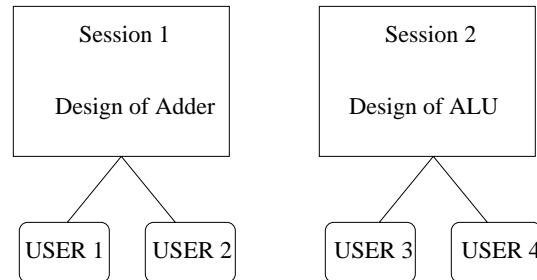 Session 1
Design of Adder
USER 1
USER 2
Session 2
Design of ALU
USER 3
USER 4